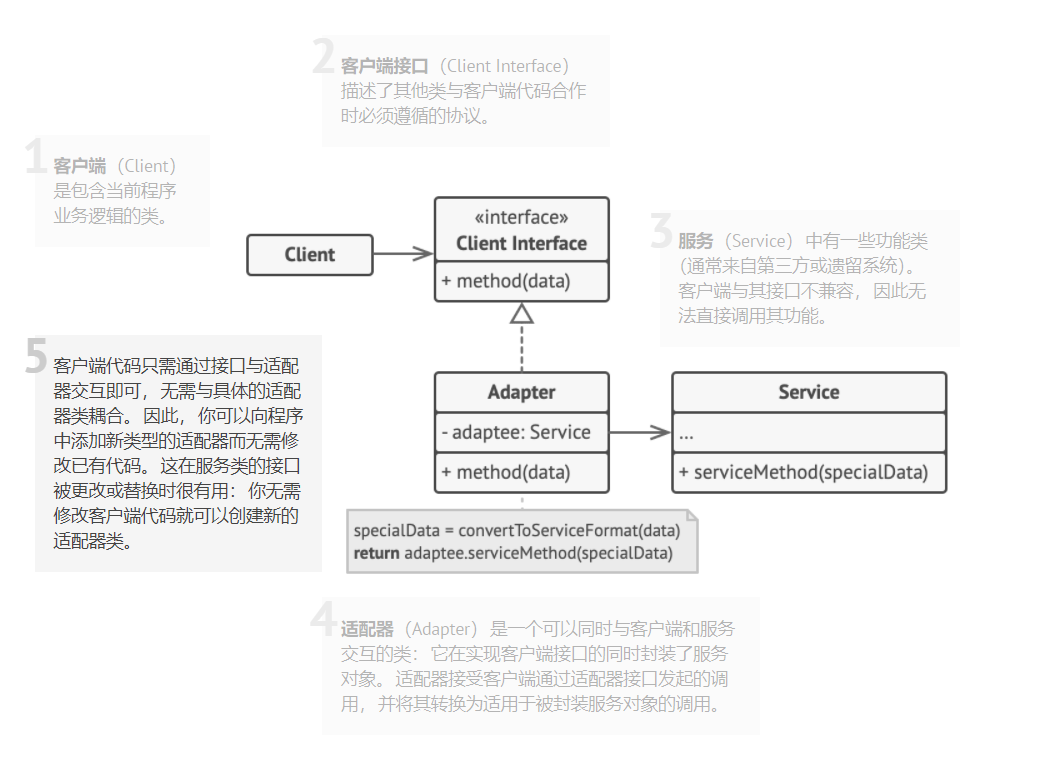 2
客户端接口 （Client Interface）
描述了其他类与客户端代码合作
时必须遵循的协议。
1
客户端 （Client）
是包含当前程序
业务逻辑的类。
«interface»
Client Interface
+ method(data)
Client
3
服务 （Service） 中有一些功能类
（通常来自第三方或遗留系统）。
客户端与其接口不兼容， 因此无
法直接调用其功能。
5
客户端代码只需通过接口与适配
器交互即可， 无需与具体的适配
器类耦合。 因此， 你可以向程序
中添加新类型的适配器而无需修
改已有代码。 这在服务类的接口
被更改或替换时很有用： 你无需
修改客户端代码就可以创建新的
适配器类。
Adapter
- adaptee: Service
+ method(data)
Service
...
+ serviceMethod(specialData)
specialData = convertToServiceFormat(data)
return adaptee.serviceMethod(specialData)
4
适配器 （Adapter） 是一个可以同时与客户端和服务
交互的类： 它在实现客户端接口的同时封装了服务
对象。 适配器接受客户端通过适配器接口发起的调
用， 并将其转换为适用于被封装服务对象的调用。